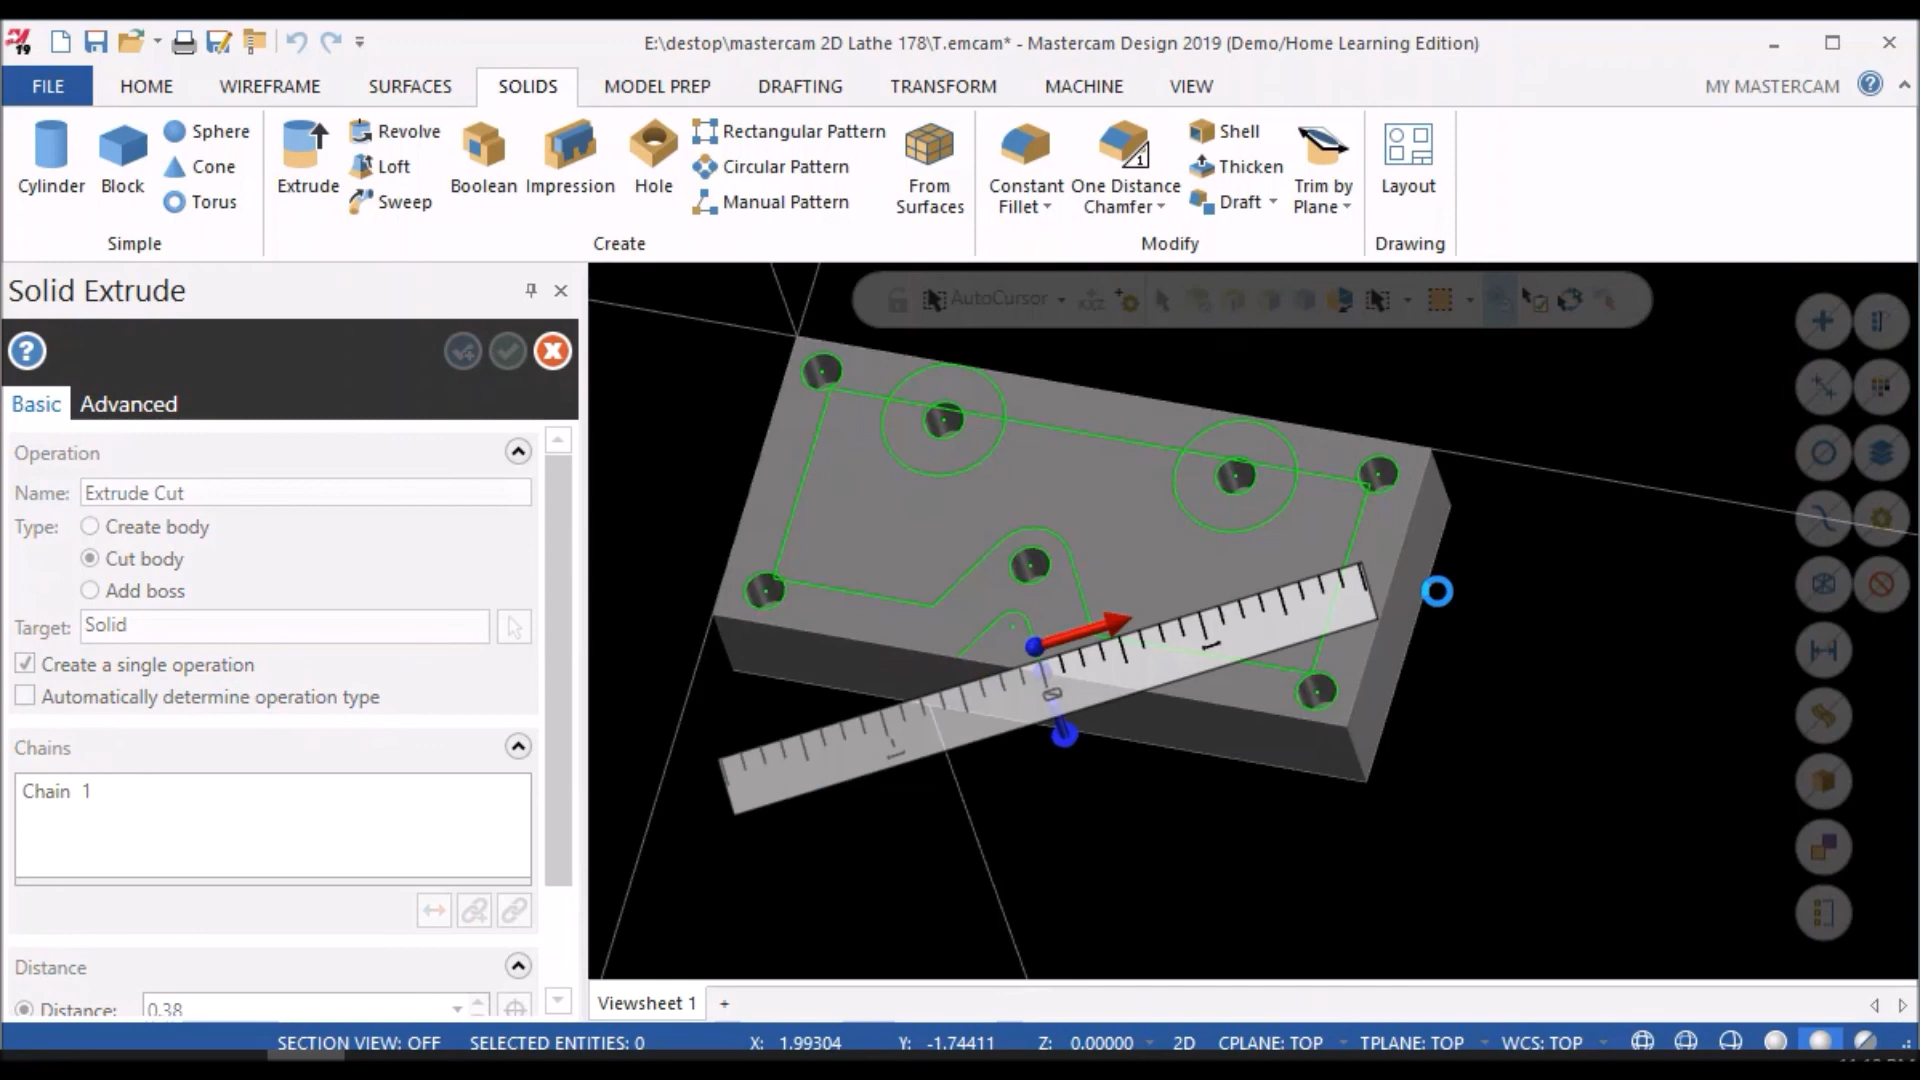 19
E:\destop\mastercam 2D Lathe 178\T.emcam* - Mastercam Design 2019 (Demo/Home Learning Edition)
FILE HOME WIREFRAME SURFACES SOLIDS MODEL PREP DRAFTING TRANSFORM MACHINE VIEW MY MASTERCAM
Cylinder
Block
Sphere
Cone
Torus
Simple
Extrude
Revolve
Loft
Sweep
Boolean
Impression
Hole
Rectangular Pattern
Circular Pattern
Manual Pattern
From
Surfaces
Create
Constant
Fillet
One Distance
Chamfer
Shell
Thicken
Draft
Trim by
Plane
Modify
Layout
Drawing
Solid Extrude
Basic Advanced
Operation
Name: Extrude Cut
Type: Create body
Cut body
Add boss
Target: Solid
Create a single operation
Automatically determine operation type
Chains
Chain 1
Distance
Distance: 0.38
AutoCursor
1
0
-1
Viewsheet 1 +
SECTION VIEW: OFF SELECTED ENTITIES: 0 X: 1.99304 Y: -1.74411 Z: 0.00000 2D CPLANE: TOP TPLANE: TOP WCS: TOP